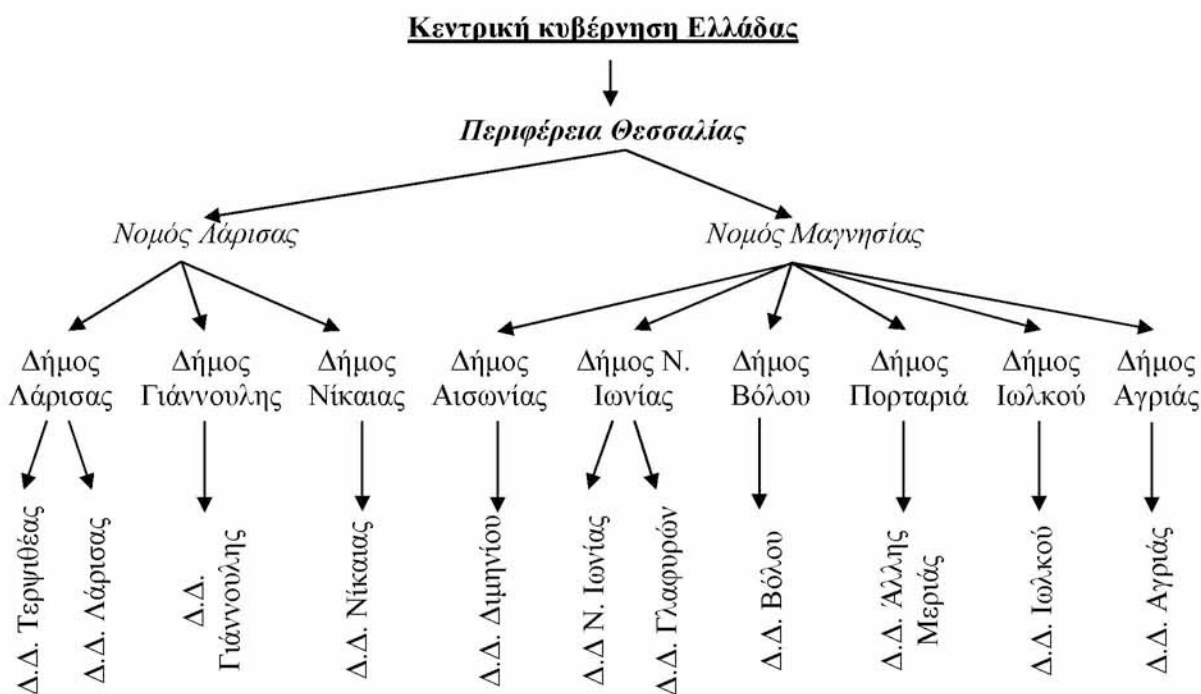 Κεντρική κυβέρνηση Ελλάδας
Περιφέρεια Θεσσαλίας
Νομός Λάρισας
Νομός Μαγνησίας
Δήμος
Λάρισας
Δήμος
Γιάννουλης
Δήμος
Νίκαιας
Δήμος
Αισωνίας
Δήμος Ν.
Ιωνίας
Δήμος
Βόλου
Δήμος
Πορταριά
Δήμος
Ιωλκού
Δήμος
Αγριάς
Δ.Δ. Τερψιθέας
Δ.Δ. Λάρισας
Δ.Δ.
Γιάννουλης
Δ.Δ. Νίκαιας
Δ.Δ. Διμηνίου
Δ.Δ Ν. Ιωνίας
Δ.Δ. Γλαφυρών
Δ.Δ. Βόλου
Δ.Δ. Άλλης
Μεριάς
Δ.Δ. Ιωλκού
Δ.Δ. Αγριάς